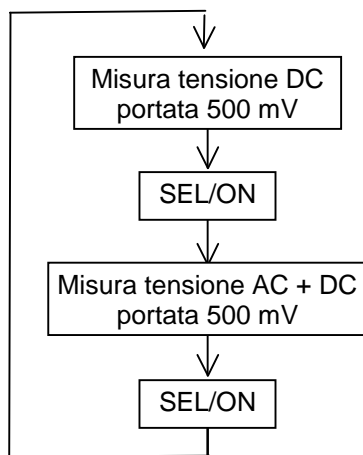 Misura tensione DC
portata 500 mV
SEL/ON
Misura tensione AC + DC
portata 500 mV
SEL/ON